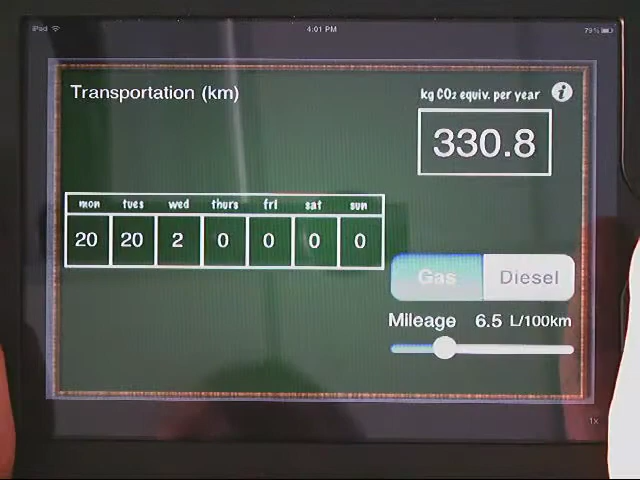 iPad 4:01 PM 79%
Transportation (km)
kg CO₂ equiv. per year i
330.8
mon tues wed thurs fri sat sun
20 20 2 0 0 0 0
Gas Diesel
Mileage 6.5 L/100km
1x